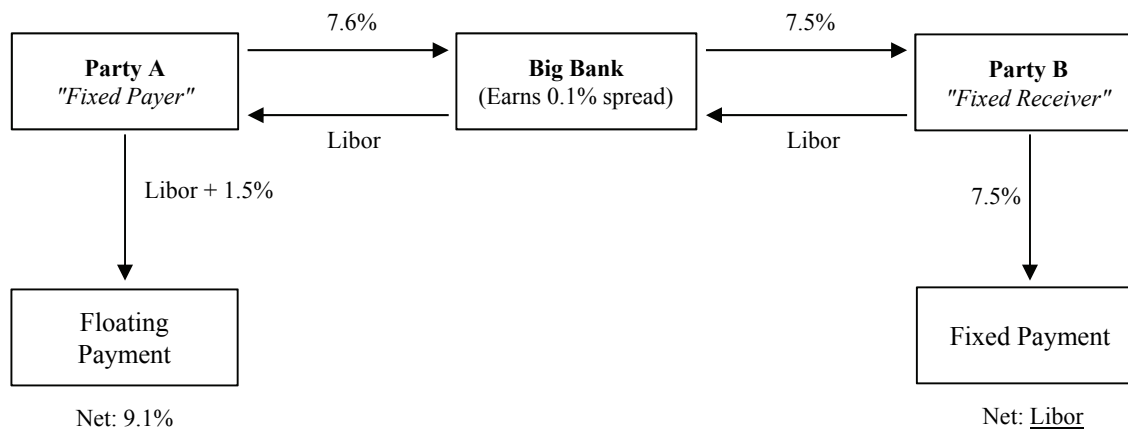 7.6%
7.5%
Party A
"Fixed Payer"
Big Bank
(Earns 0.1% spread)
Party B
"Fixed Receiver"
Libor
Libor
Libor + 1.5%
7.5%
Floating
Payment
Fixed Payment
Net: 9.1%
Net: Libor